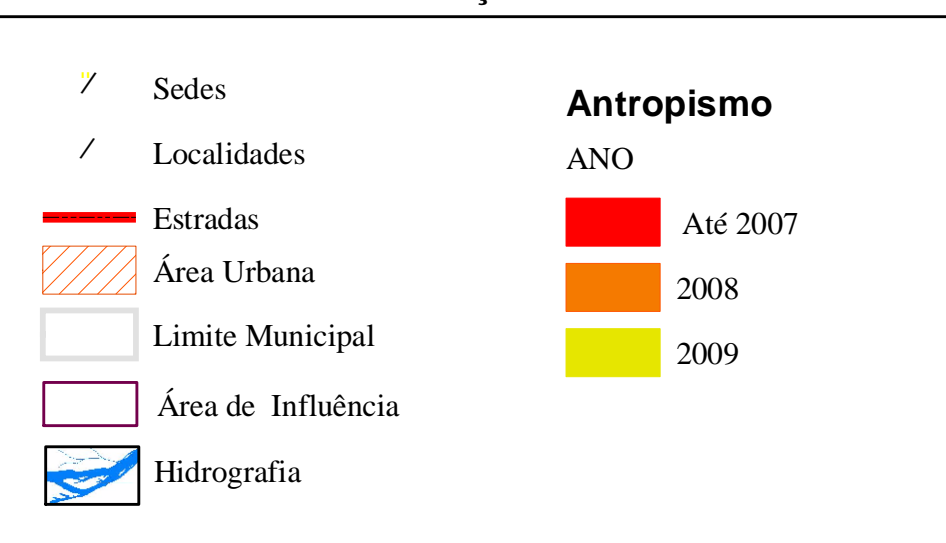 Sedes
Localidades
Estradas
Área Urbana
Limite Municipal
Área de Influência
Hidrografia
Antropismo
ANO
Até 2007
2008
2009